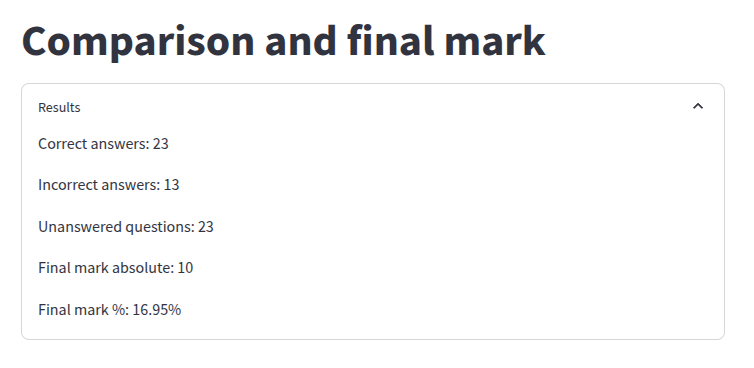 Comparison and final mark
Results
Correct answers: 23
Incorrect answers: 13
Unanswered questions: 23
Final mark absolute: 10
Final mark %: 16.95%